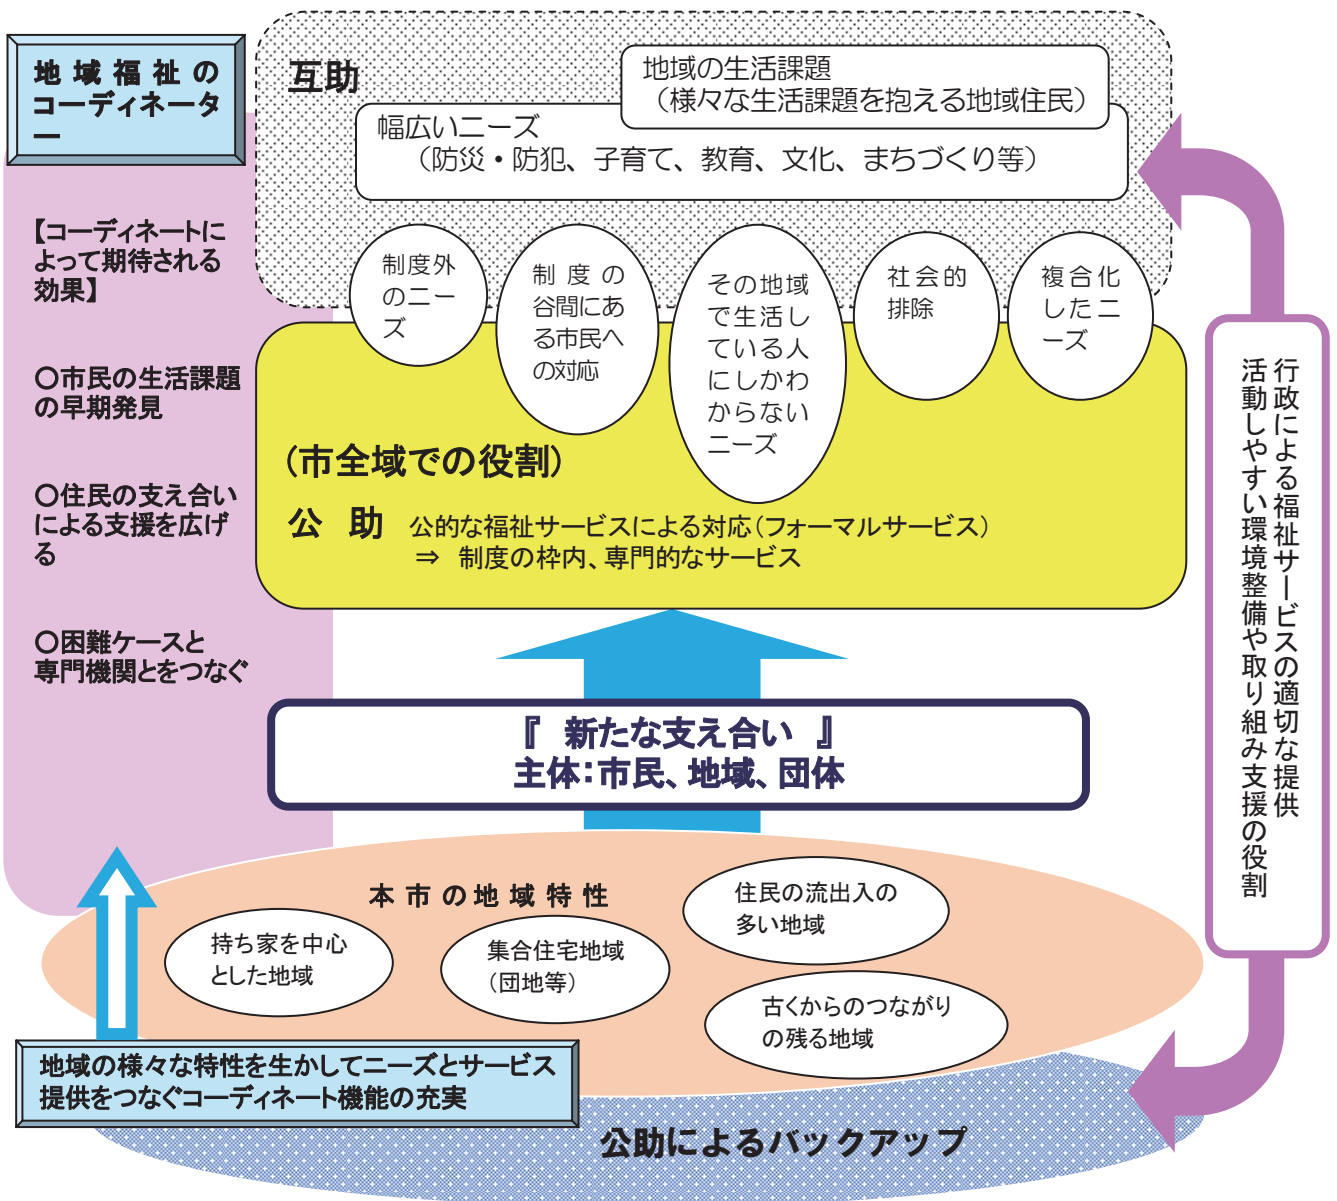 地域福祉の
コーディネータ
ー
【コーディネートに
よって期待される
効果】
○市民の生活課題
の早期発見
○住民の支え合い
による支援を広げ
る
○困難ケースと
専門機関とをつなぐ
互助
地域の生活課題
（様々な生活課題を抱える地域住民）
幅広いニーズ
（防災・防犯、子育て、教育、文化、まちづくり等）
制度外
のニー
ズ
制度の
谷間にあ
る市民へ
の対応
その地域
で生活し
ている人
にしかわ
からない
ニーズ
社会的
排除
複合化
したニ
ーズ
（市全域での役割）
公　助　公的な福祉サービスによる対応（フォーマルサービス）
⇒　制度の枠内、専門的なサービス
『　新たな支え合い　』
主体：市民、地域、団体
本市の地域特性
持ち家を中心
とした地域
集合住宅地域
（団地等）
住民の流出入の
多い地域
古くからのつながり
の残る地域
地域の様々な特性を生かしてニーズとサービス
提供をつなぐコーディネート機能の充実
公助によるバックアップ
行政による福祉サービスの適切な提供
活動しやすい環境整備や取り組み支援の役割